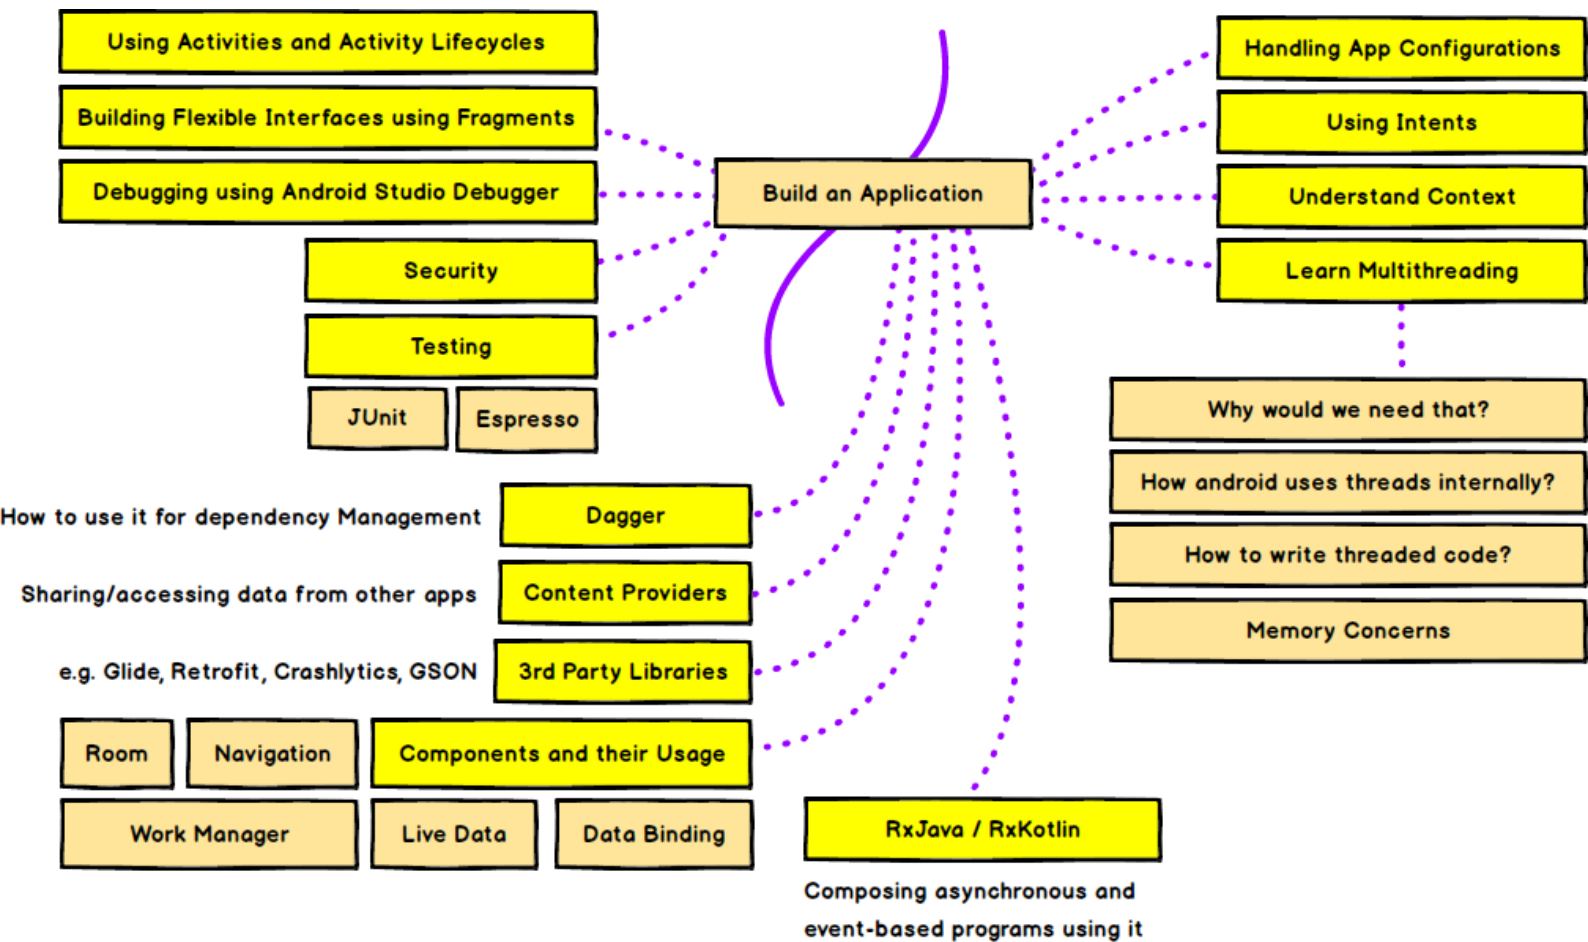 Using Activities and Activity Lifecycles
Building Flexible Interfaces using Fragments
Debugging using Android Studio Debugger
Security
Testing
JUnit
Espresso
Build an Application
Handling App Configurations
Using Intents
Understand Context
Learn Multithreading
Why would we need that?
How android uses threads internally?
How to write threaded code?
Memory Concerns
How to use it for dependency Management
Dagger
Sharing/accessing data from other apps
Content Providers
e.g. Glide, Retrofit, Crashlytics, GSON
3rd Party Libraries
Room
Navigation
Components and their Usage
Work Manager
Live Data
Data Binding
RxJava / RxKotlin
Composing asynchronous and
event-based programs using it